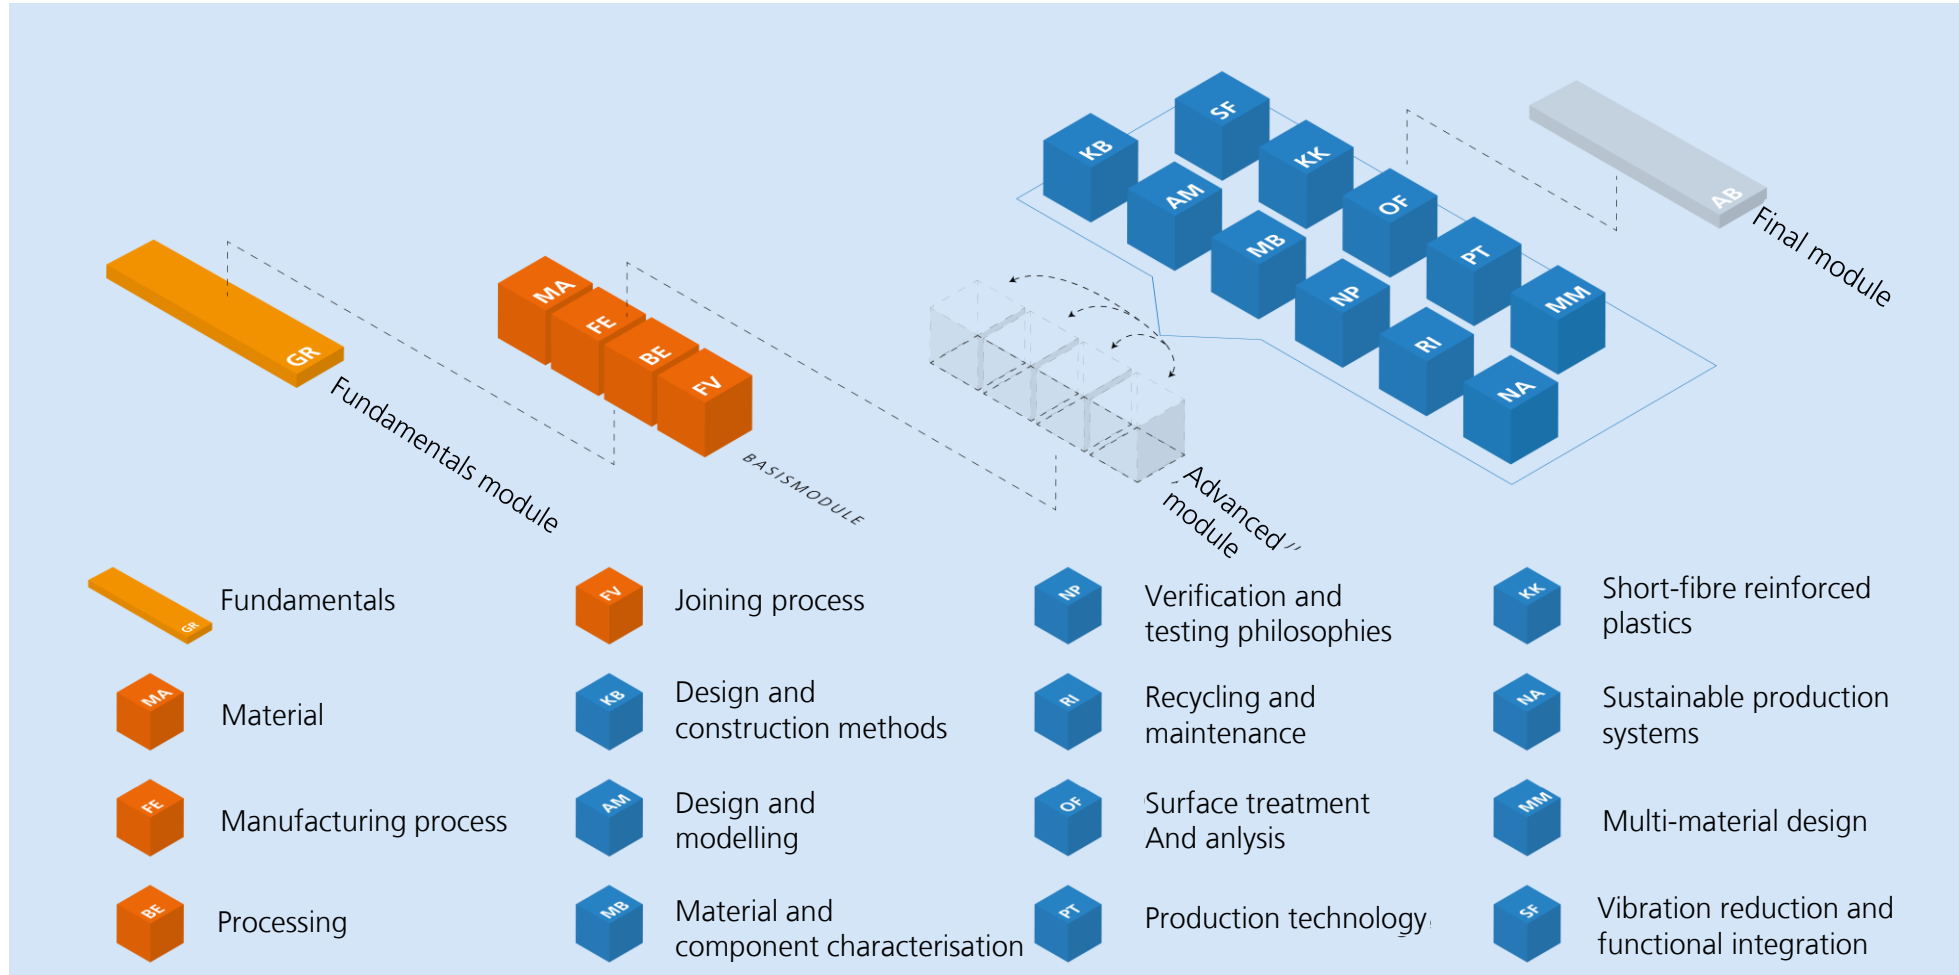 SF
KB
KK
AM
OF
AB
MB
PT
Final module
NP
MM
MA
FE
RI
BE
GR
FV
NA
Fundamentals module
BASISMODULE
Advanced
module
GR
Fundamentals
MA
Material
FE
Manufacturing process
BE
Processing
FV
Joining process
KB
Design and
construction methods
AM
Design and
modelling
MB
Material and
component characterisation
NP
Verification and
testing philosophies
RI
Recycling and
maintenance
OF
Surface treatment
And anlysis
PT
Production technology
KK
Short-fibre reinforced
plastics
NA
Sustainable production
systems
MM
Multi-material design
SF
Vibration reduction and
functional integration